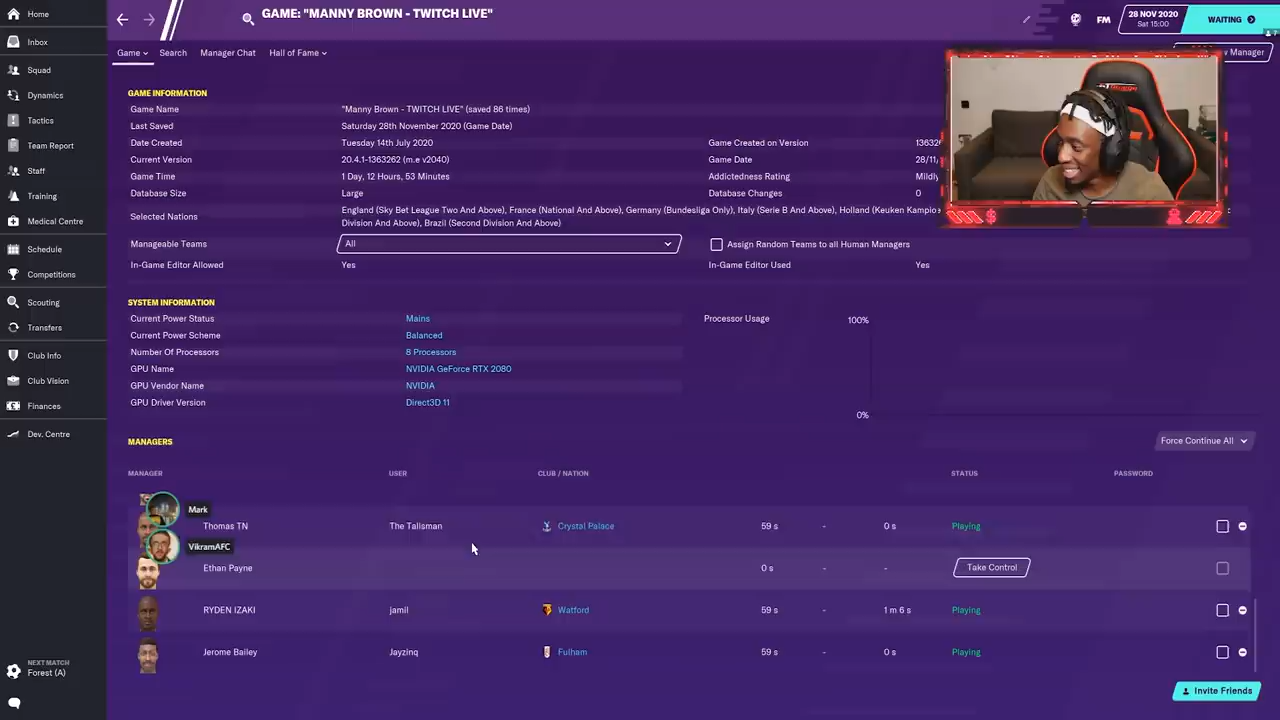 Home
GAME: "MANNY BROWN - TWITCH LIVE"
FM
28 NOV 2020
Sat 15:00
WAITING
7
Inbox
Game
Search
Manager Chat
Hall of Fame
Manager
Squad
Dynamics
Tactics
Team Report
Staff
Training
Medical Centre
Schedule
Competitions
Scouting
Transfers
Club Info
Club Vision
Finances
Dev. Centre
NEXT MATCH
Forest (A)
GAME INFORMATION
Game Name "Manny Brown - TWITCH LIVE" (saved 86 times)
Last Saved Saturday 28th November 2020 (Game Date)
Date Created Tuesday 14th July 2020 Game Created on Version 13632
Current Version 20.4.1-1363262 (m.e v2040) Game Date 28/11/
Game Time 1 Day, 12 Hours, 53 Minutes Addictedness Rating Mildly
Database Size Large Database Changes 0
Selected Nations England (Sky Bet League Two And Above), France (National And Above), Germany (Bundesliga Only), Italy (Serie B And Above), Holland (Keuken Kampio
Division And Above), Brazil (Second Division And Above)
Manageable Teams All Assign Random Teams to all Human Managers
In-Game Editor Allowed Yes In-Game Editor Used Yes
SYSTEM INFORMATION
Current Power Status Mains Processor Usage 100%
Current Power Scheme Balanced
Number Of Processors 8 Processors
GPU Name NVIDIA GeForce RTX 2080
GPU Vendor Name NVIDIA
GPU Driver Version Direct3D 11
0%
MANAGERS
Force Continue All
MANAGER USER CLUB / NATION STATUS PASSWORD
Mark
Thomas TN The Tallsman Crystal Palace 59 s - 0 s Playing
VikramAFC
Ethan Payne 0 s - - Take Control
RYDEN IZAKI jamil Watford 59 s - 1 m 6 s Playing
Jerome Bailey Jayzinq Fulham 59 s - 0 s Playing
Invite Friends